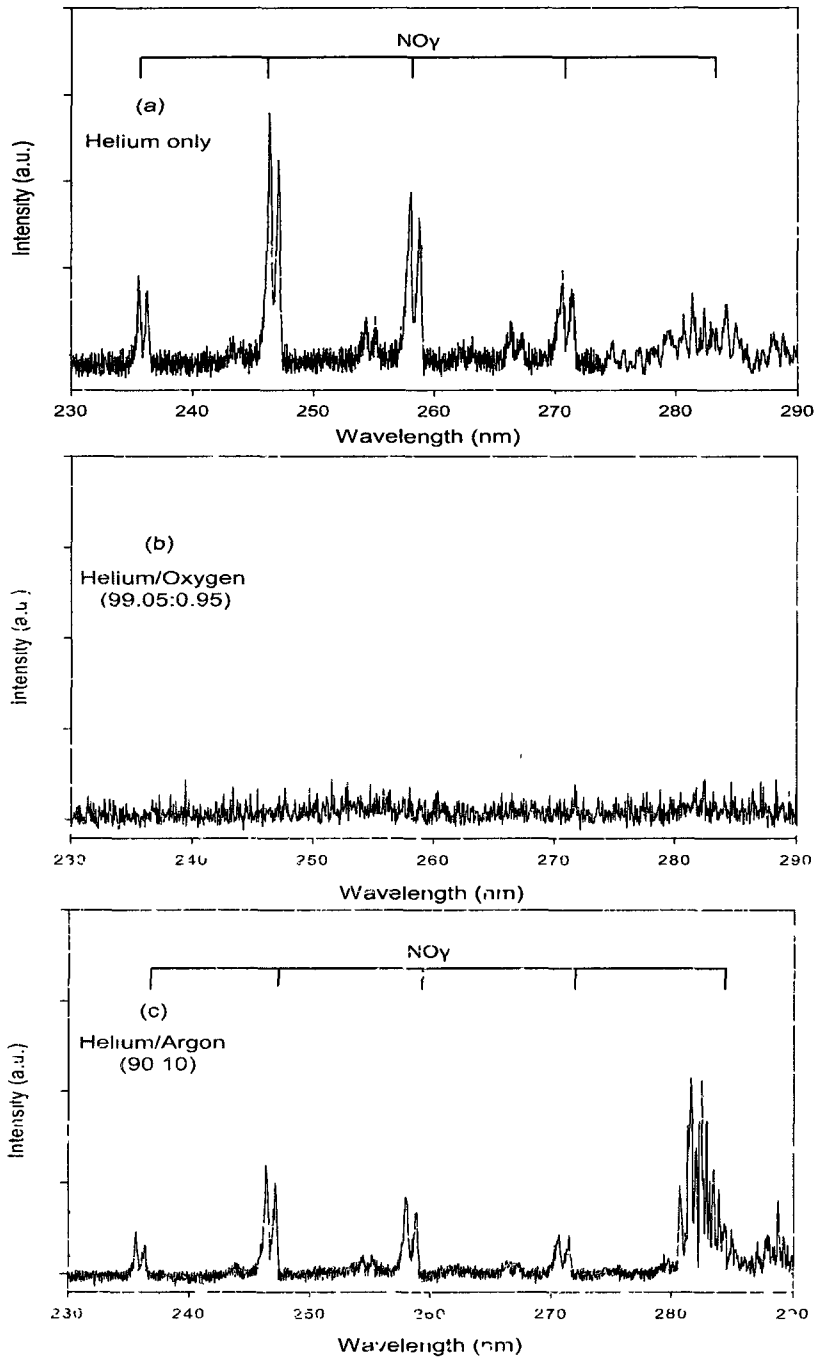 NOγ
(a)
Helium only
Intensity (a.u.)
230 240 250 260 270 280 290
Wavelength (nm)
(b)
Helium/Oxygen
(99.05:0.95)
Intensity (a.u)
230 240 250 260 270 280 290
Wavelength (nm)
NOγ
(c)
Helium/Argon
(90 10)
Intensity (a.u.)
230 240 250 260 270 280 290
Wavelength (nm)